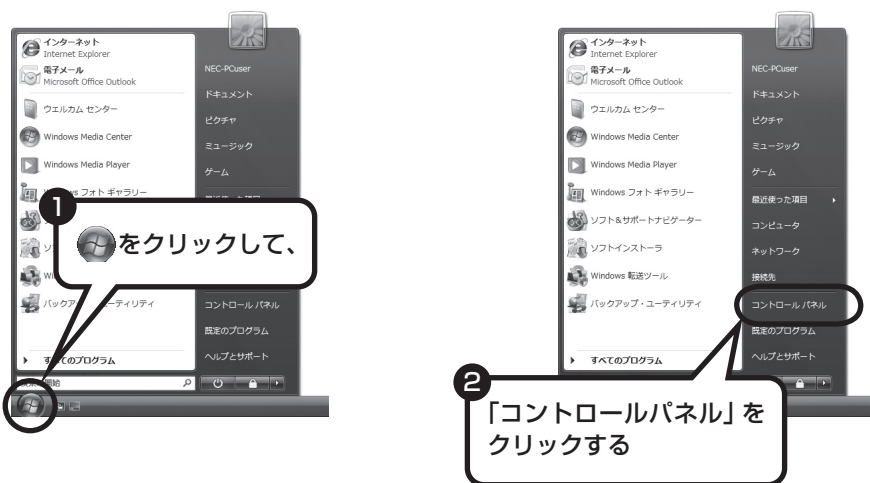 インターネット
Internet Explorer
電子メール
Microsoft Office Outlook
ウェルカム センター
Windows Media Center
Windows Media Player
フォト ギャラリー
バックア
ーティリティ
すべてのプログラム
開始
NEC-PCuser
ドキュメント
ピクチャ
ミュージック
ゲーム
コントロール パネル
既定のプログラム
ヘルプとサポート
1
をクリックして、
インターネット
Internet Explorer
電子メール
Microsoft Office Outlook
ウェルカム センター
Windows Media Center
Windows Media Player
Windows フォト ギャラリー
ソフト&サポートナビゲーター
ソフトインストーラ
Windows 転送ツール
バックアップ・ユーティリティ
すべてのプログラム
NEC-PCuser
ドキュメント
ピクチャ
ミュージック
ゲーム
最近使った項目
コンピュータ
ネットワーク
接続先
コントロール パネル
既定のプログラム
ヘルプとサポート
2
「コントロールパネル」を
クリックする